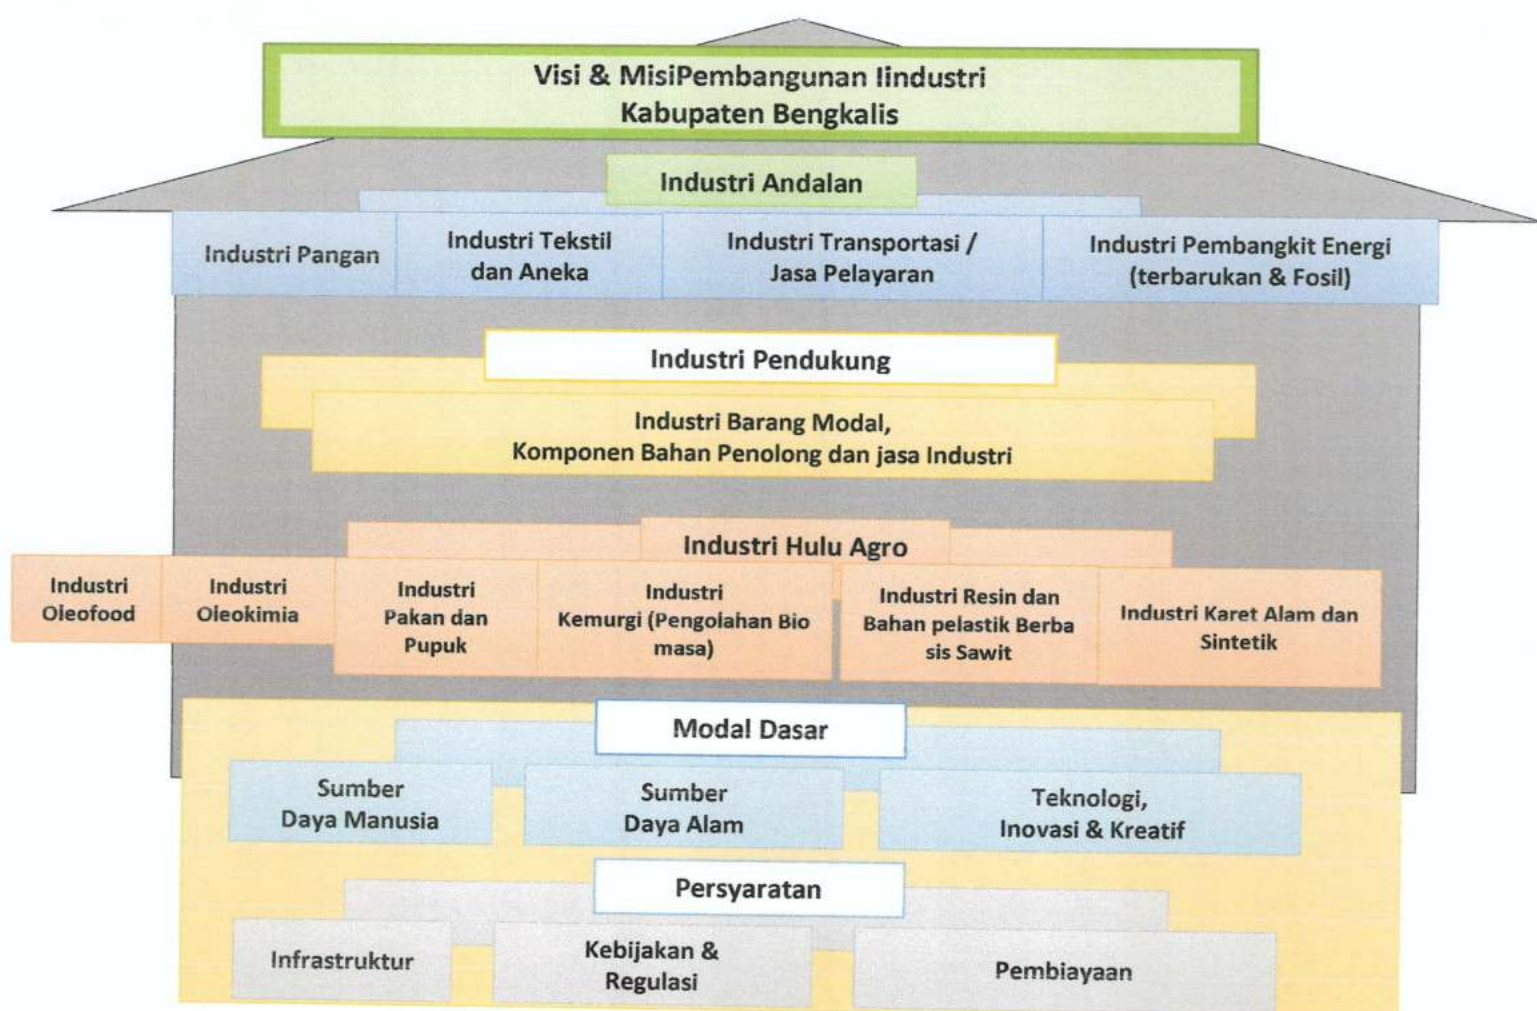 Visi & MisiPembangunan Iindustri
Kabupaten Bengkalis
Industri Andalan
Industri Pangan
Industri Tekstil
dan Aneka
Industri Transportasi /
Jasa Pelayaran
Industri Pembangkit Energi
(terbarukan & Fosil)
Industri Pendukung
Industri Barang Modal,
Komponen Bahan Penolong dan jasa Industri
Industri Hulu Agro
Industri
Oleofood
Industri
Oleokimia
Industri
Pakan dan
Pupuk
Industri
Kemurgi (Pengolahan Bio
masa)
Industri Resin dan
Bahan pelastik Berba
sis Sawit
Industri Karet Alam dan
Sintetik
Modal Dasar
Sumber
Daya Manusia
Sumber
Daya Alam
Teknologi,
Inovasi & Kreatif
Persyaratan
Infrastruktur
Kebijakan &
Regulasi
Pembiayaan